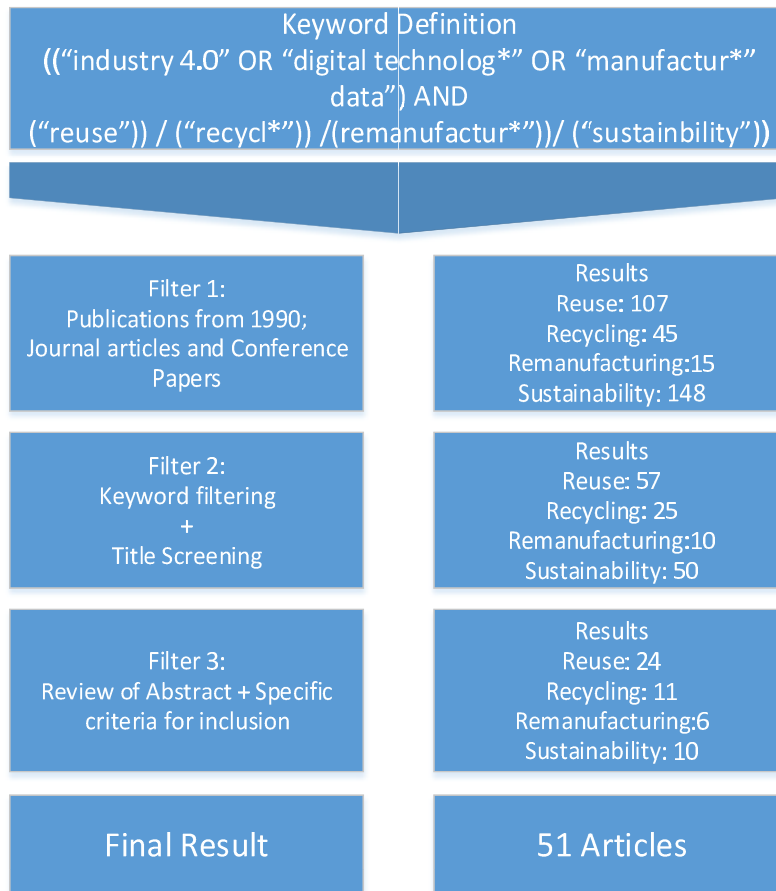 Keyword Definition
((“industry 4.0” OR “digital technolog*” OR “manufactur*”
data”) AND
(“reuse”)) / (“recycl*”)) /(remanufactur*”))/ (“sustainbility”))
Filter 1:
Publications from 1990;
Journal articles and Conference
Papers
Results
Reuse: 107
Recycling: 45
Remanufacturing:15
Sustainability: 148
Filter 2:
Keyword filtering
+
Title Screening
Results
Reuse: 57
Recycling: 25
Remanufacturing:10
Sustainability: 50
Filter 3:
Review of Abstract + Specific
criteria for inclusion
Results
Reuse: 24
Recycling: 11
Remanufacturing:6
Sustainability: 10
Final Result
51 Articles